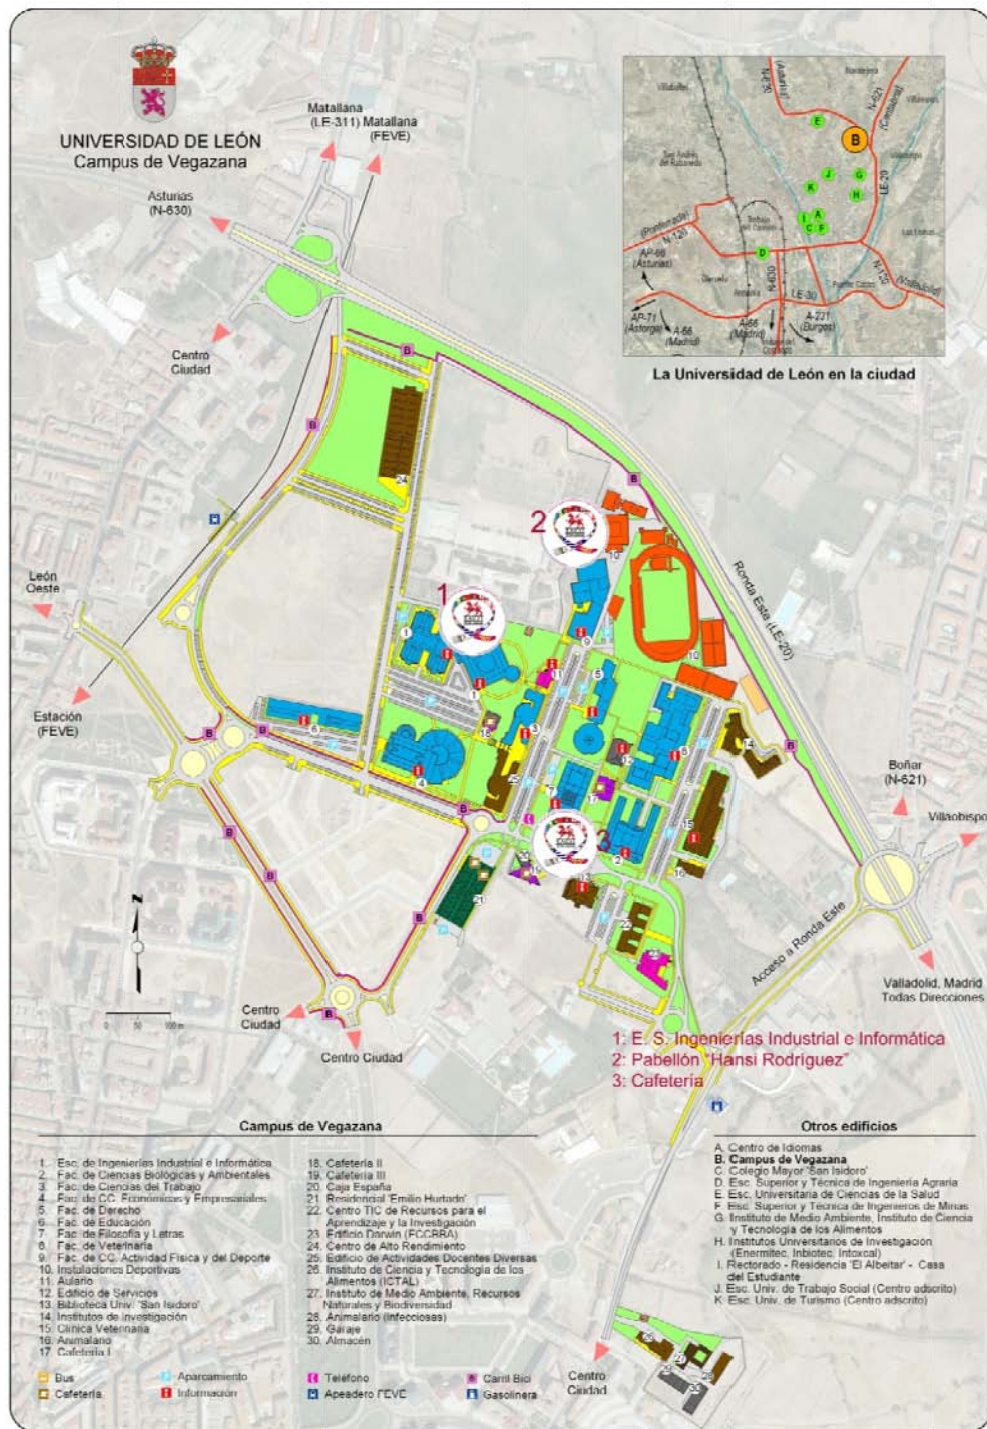 UNIVERSIDAD DE LEÓN
Campus de Vegazana
Matallana
(LE-311)
Matallana
(FEVE)
Asturias
(N-630)
Centro
Ciudad
León
Oeste
Estación
(FEVE)
La Universiidad de León en la ciudad
Ronda Este (LE-20)
Boñar
(N-621)
Villaobispo
Acceso a Ronda Este
Valladolid, Madrid
Todas Direcciones
Centro
Ciudad
Centro Ciudad
N
0 50 100 m
1: E. S. Ingenierías Industrial e Informática
2: Pabellón "Hansi Rodríguez"
3: Cafetería
1
2
3
Campus de Vegazana
1. Esc. de Ingenierías Industrial e Informática
2. Fac. de Ciencias Biológicas y Ambientales
3. Fac. de Ciencias del Trabajo
4. Fac. de CC. Económicas y Empresariales
5. Fac. de Derecho
6. Fac. de Educación
7. Fac. de Filosofía y Letras
8. Fac. de Veterinaria
9. Fac. de CC. Actividad Física y del Deporte
10. Instalaciones Deportivas
11. Aulario
12. Edificio de Servicios
13. Biblioteca Univ. 'San Isidoro'
14. Institutos de Investigación
15. Clínica Veterinaria
16. Animalario
17. Cafetería I
18. Cafetería II
19. Cafetería III
20. Caja España
21. Residencial 'Emilio Hurtado'
22. Centro TIC de Recursos para el
Aprendizaje y la Investigación
23. Edificio Darwin (FCCBBA)
24. Centro de Alto Rendimiento
25. Edificio de Actividades Docentes Diversas
26. Instituto de Ciencia y Tecnología de los
Alimentos (ICTAL)
27. Instituto de Medio Ambiente, Recursos
Naturales y Biodiversidad
28. Animalario (Infecciosas)
29. Garaje
30. Almacén
Bus
Cafetería
Aparcamiento
Información
Teléfono
Apeadero FEVE
Carril Bici
Gasolinera
Otros edificios
A. Centro de Idiomas
B. Campus de Vegazana
C. Colegio Mayor 'San Isidoro'
D. Esc. Superior y Técnica de Ingeniería Agraria
E. Esc. Universitaria de Ciencias de la Salud
F. Esc. Superior y Técnica de Ingenieros de Minas
G. Instituto de Medio Ambiente, Instituto de Ciencia
y Tecnología de los Alimentos
H. Institutos Universitarios de Investigación
(Enermitec, Inbiotec, Intoxcal)
I. Rectorado - Residencia 'El Albeitar' - Casa
del Estudiante
J. Esc. Univ. de Trabajo Social (Centro adscrito)
K. Esc. Univ. de Turismo (Centro adscrito)
Centro
Ciudad